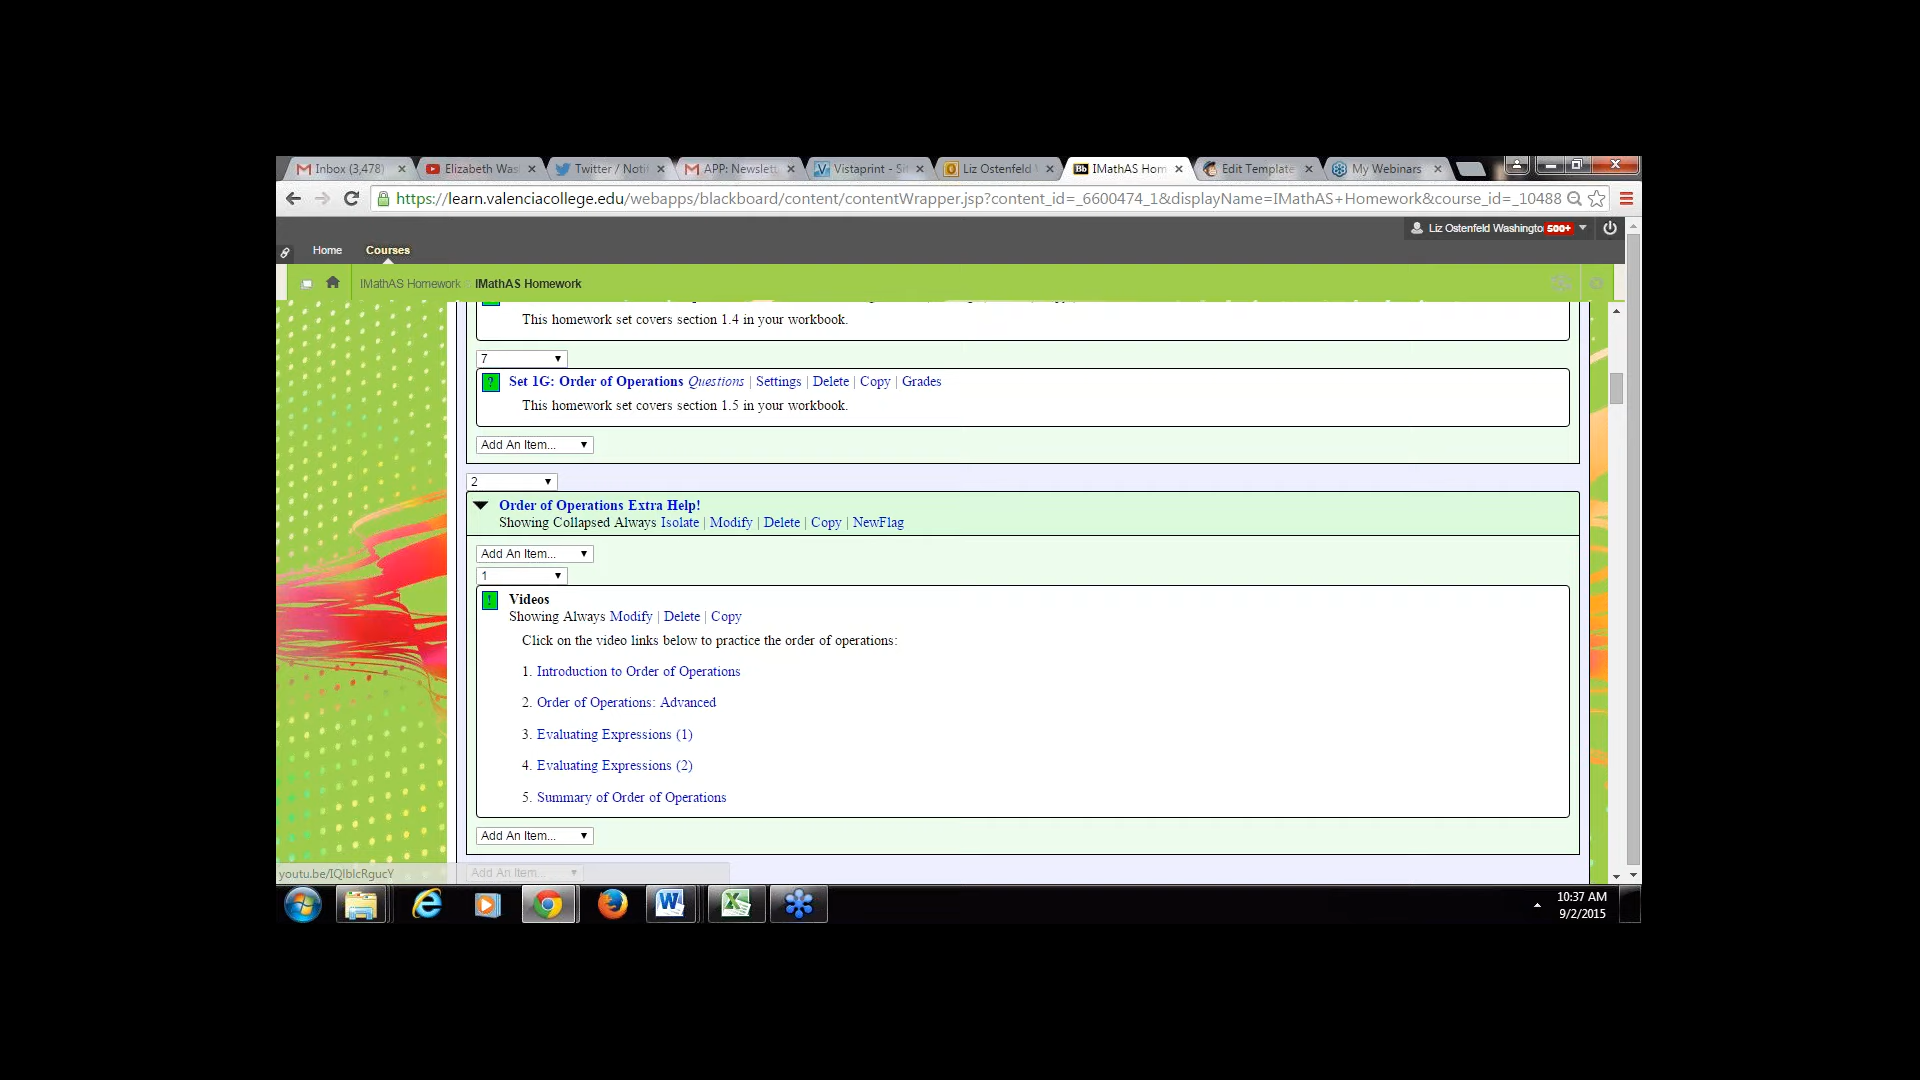 Inbox (3,478)
Elizabeth Was
Twitter / Noti
APP: Newslett
Vistaprint - Si
Liz Ostenfeld
Bb IMathAS Hom
Edit Template
My Webinars
https://learn.valenciacollege.edu/webapps/blackboard/content/contentWrapper.jsp?content_id=_6600474_1&displayName=IMathAS+Homework&course_id=_10488
Liz Ostenfeld Washingto 500+
Home Courses
IMathAS Homework IMathAS Homework
This homework set covers section 1.4 in your workbook.
7
? Set 1G: Order of Operations Questions | Settings | Delete | Copy | Grades
This homework set covers section 1.5 in your workbook.
Add An Item...
2
Order of Operations Extra Help!
Showing Collapsed Always Isolate | Modify | Delete | Copy | NewFlag
Add An Item...
1
! Videos
Showing Always Modify | Delete | Copy
Click on the video links below to practice the order of operations:
1. Introduction to Order of Operations
2. Order of Operations: Advanced
3. Evaluating Expressions (1)
4. Evaluating Expressions (2)
5. Summary of Order of Operations
Add An Item...
Add An Item...
10:37 AM
9/2/2015